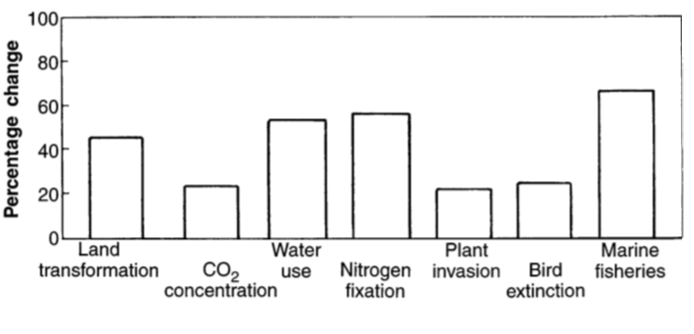 Percentage change
100
80
60
40
20
0
Land
transformation
CO2
concentration
Water
use
Nitrogen
fixation
Plant
invasion
Bird
extinction
Marine
fisheries